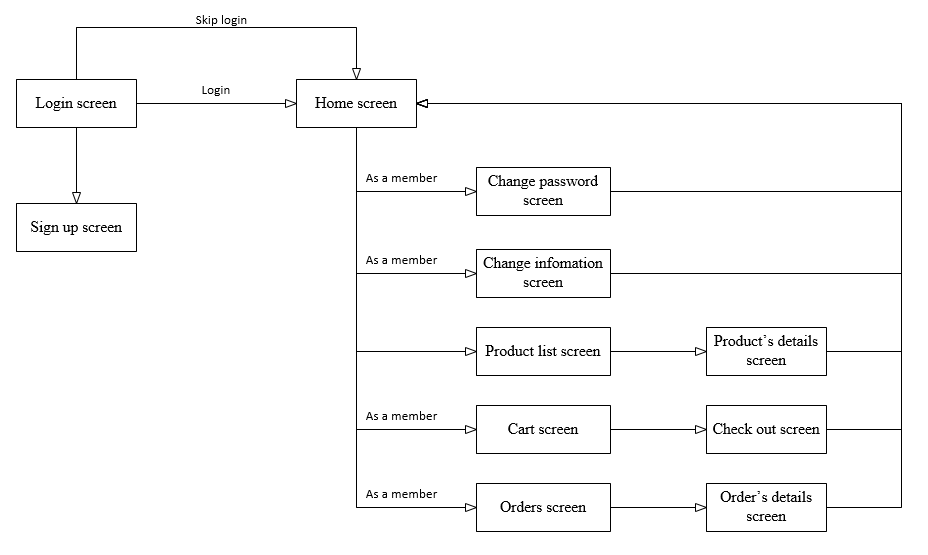 Skip login
Login screen
Login
Home screen
As a member
Change password
screen
Sign up screen
As a member
Change infomation
screen
Product list screen
Product’s details
screen
As a member
Cart screen
Check out screen
As a member
Orders screen
Order’s details
screen